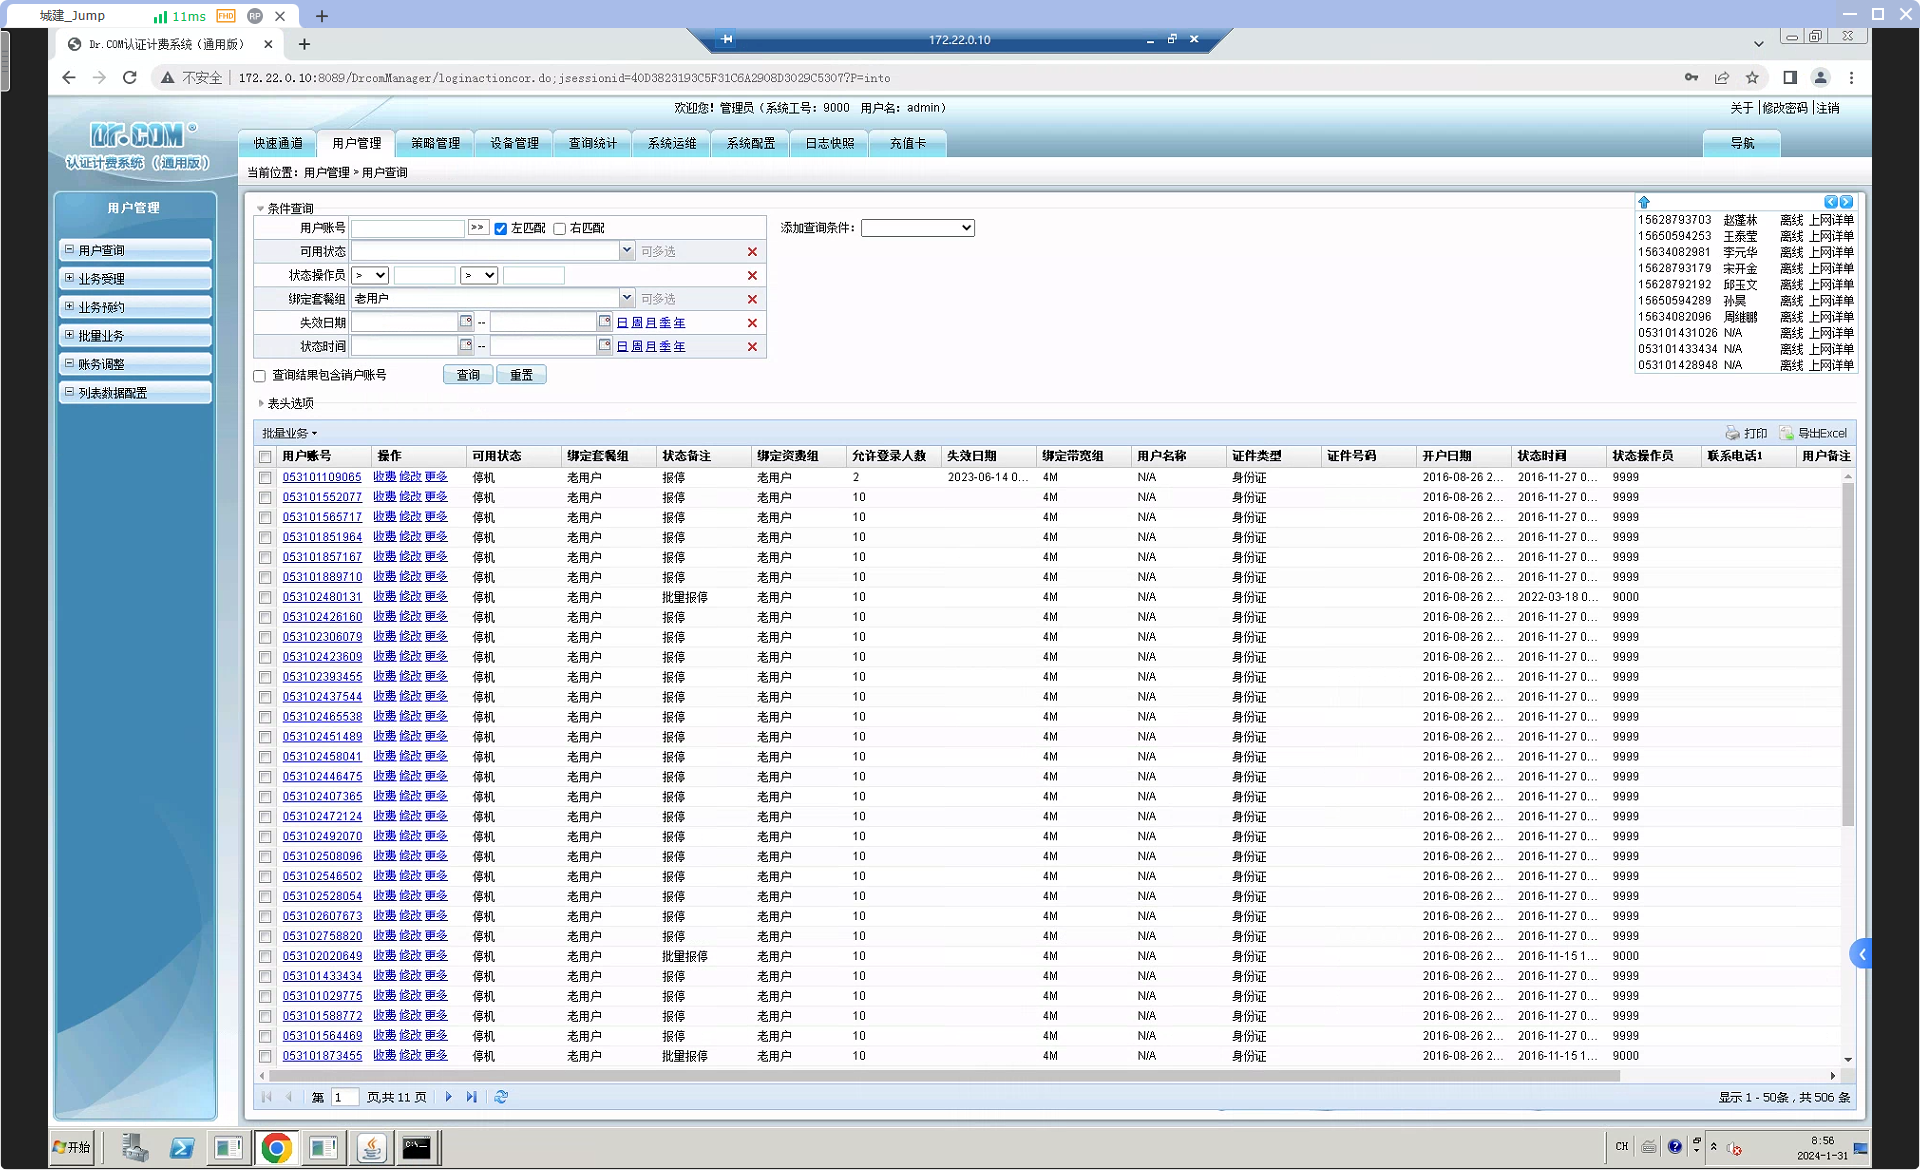 城建_Jump 11ms FHD RP
Dr.COM认证计费系统（通用版） 172.22.0.10
不安全 172.22.0.10:8089/DrcomManager/loginactioncor.do;jsessionid=40D3823193C5F31C6A2908D3029C5307?P=into
欢迎您！管理员（系统工号：9000 用户名：admin） 关于 | 修改密码 | 注销
Dr.COM®
认证计费系统（通用版）
快速通道 用户管理 策略管理 设备管理 查询统计 系统运维 系统配置 日志快照 充值卡 导航
当前位置：用户管理 > 用户查询
用户管理
用户查询
业务受理
业务预约
批量业务
账务调整
列表数据配置
条件查询
用户账号 >> 左匹配 右匹配 添加查询条件：
可用状态 可多选
状态操作员 > >
绑定套餐组 老用户 可多选
失效日期 -- 日 周 月 季 年
状态时间 -- 日 周 月 季 年
查询结果包含销户账号 查询 重置
表头选项
15628793703 赵蓬林 离线 上网详单
15650594253 王泰莹 离线 上网详单
15634082981 李元华 离线 上网详单
15628793179 宋开金 离线 上网详单
15628792192 邱玉文 离线 上网详单
15650594289 孙昊 离线 上网详单
15634082096 周继鹏 离线 上网详单
053101431026 N/A 离线 上网详单
053101433434 N/A 离线 上网详单
053101428948 N/A 离线 上网详单
批量业务 打印 导出Excel
用户账号 操作 可用状态 绑定套餐组 状态备注 绑定资费组 允许登录人数 失效日期 绑定带宽组 用户名称 证件类型 证件号码 开户日期 状态时间 状态操作员 联系电话1 用户备注
053101109065 收费 修改 更多 停机 老用户 报停 老用户 2 2023-06-14 0... 4M N/A 身份证 2016-08-26 2... 2016-11-27 0... 9999
053101552077 收费 修改 更多 停机 老用户 报停 老用户 10 4M N/A 身份证 2016-08-26 2... 2016-11-27 0... 9999
053101565717 收费 修改 更多 停机 老用户 报停 老用户 10 4M N/A 身份证 2016-08-26 2... 2016-11-27 0... 9999
053101851964 收费 修改 更多 停机 老用户 报停 老用户 10 4M N/A 身份证 2016-08-26 2... 2016-11-27 0... 9999
053101857167 收费 修改 更多 停机 老用户 报停 老用户 10 4M N/A 身份证 2016-08-26 2... 2016-11-27 0... 9999
053101889710 收费 修改 更多 停机 老用户 报停 老用户 10 4M N/A 身份证 2016-08-26 2... 2016-11-27 0... 9999
053102480131 收费 修改 更多 停机 老用户 批量报停 老用户 10 4M N/A 身份证 2016-08-26 2... 2022-03-18 0... 9000
053102426160 收费 修改 更多 停机 老用户 报停 老用户 10 4M N/A 身份证 2016-08-26 2... 2016-11-27 0... 9999
053102306079 收费 修改 更多 停机 老用户 报停 老用户 10 4M N/A 身份证 2016-08-26 2... 2016-11-27 0... 9999
053102423609 收费 修改 更多 停机 老用户 报停 老用户 10 4M N/A 身份证 2016-08-26 2... 2016-11-27 0... 9999
053102393455 收费 修改 更多 停机 老用户 报停 老用户 10 4M N/A 身份证 2016-08-26 2... 2016-11-27 0... 9999
053102437544 收费 修改 更多 停机 老用户 报停 老用户 10 4M N/A 身份证 2016-08-26 2... 2016-11-27 0... 9999
053102465538 收费 修改 更多 停机 老用户 报停 老用户 10 4M N/A 身份证 2016-08-26 2... 2016-11-27 0... 9999
053102451489 收费 修改 更多 停机 老用户 报停 老用户 10 4M N/A 身份证 2016-08-26 2... 2016-11-27 0... 9999
053102458041 收费 修改 更多 停机 老用户 报停 老用户 10 4M N/A 身份证 2016-08-26 2... 2016-11-27 0... 9999
053102446475 收费 修改 更多 停机 老用户 报停 老用户 10 4M N/A 身份证 2016-08-26 2... 2016-11-27 0... 9999
053102407365 收费 修改 更多 停机 老用户 报停 老用户 10 4M N/A 身份证 2016-08-26 2... 2016-11-27 0... 9999
053102472124 收费 修改 更多 停机 老用户 报停 老用户 10 4M N/A 身份证 2016-08-26 2... 2016-11-27 0... 9999
053102492070 收费 修改 更多 停机 老用户 报停 老用户 10 4M N/A 身份证 2016-08-26 2... 2016-11-27 0... 9999
053102508096 收费 修改 更多 停机 老用户 报停 老用户 10 4M N/A 身份证 2016-08-26 2... 2016-11-27 0... 9999
053102546502 收费 修改 更多 停机 老用户 报停 老用户 10 4M N/A 身份证 2016-08-26 2... 2016-11-27 0... 9999
053102528054 收费 修改 更多 停机 老用户 报停 老用户 10 4M N/A 身份证 2016-08-26 2... 2016-11-27 0... 9999
053102607673 收费 修改 更多 停机 老用户 报停 老用户 10 4M N/A 身份证 2016-08-26 2... 2016-11-27 0... 9999
053102758820 收费 修改 更多 停机 老用户 报停 老用户 10 4M N/A 身份证 2016-08-26 2... 2016-11-27 0... 9999
053102020649 收费 修改 更多 停机 老用户 批量报停 老用户 10 4M N/A 身份证 2016-08-26 2... 2016-11-15 1... 9000
053101433434 收费 修改 更多 停机 老用户 报停 老用户 10 4M N/A 身份证 2016-08-26 2... 2016-11-27 0... 9999
053101029775 收费 修改 更多 停机 老用户 报停 老用户 10 4M N/A 身份证 2016-08-26 2... 2016-11-27 0... 9999
053101588772 收费 修改 更多 停机 老用户 报停 老用户 10 4M N/A 身份证 2016-08-26 2... 2016-11-27 0... 9999
053101564469 收费 修改 更多 停机 老用户 报停 老用户 10 4M N/A 身份证 2016-08-26 2... 2016-11-27 0... 9999
053101873455 收费 修改 更多 停机 老用户 批量报停 老用户 10 4M N/A 身份证 2016-08-26 2... 2016-11-15 1... 9000
第 1 页,共 11 页 显示 1 - 50条，共 506 条
开始 CH 8:56
2024-1-31